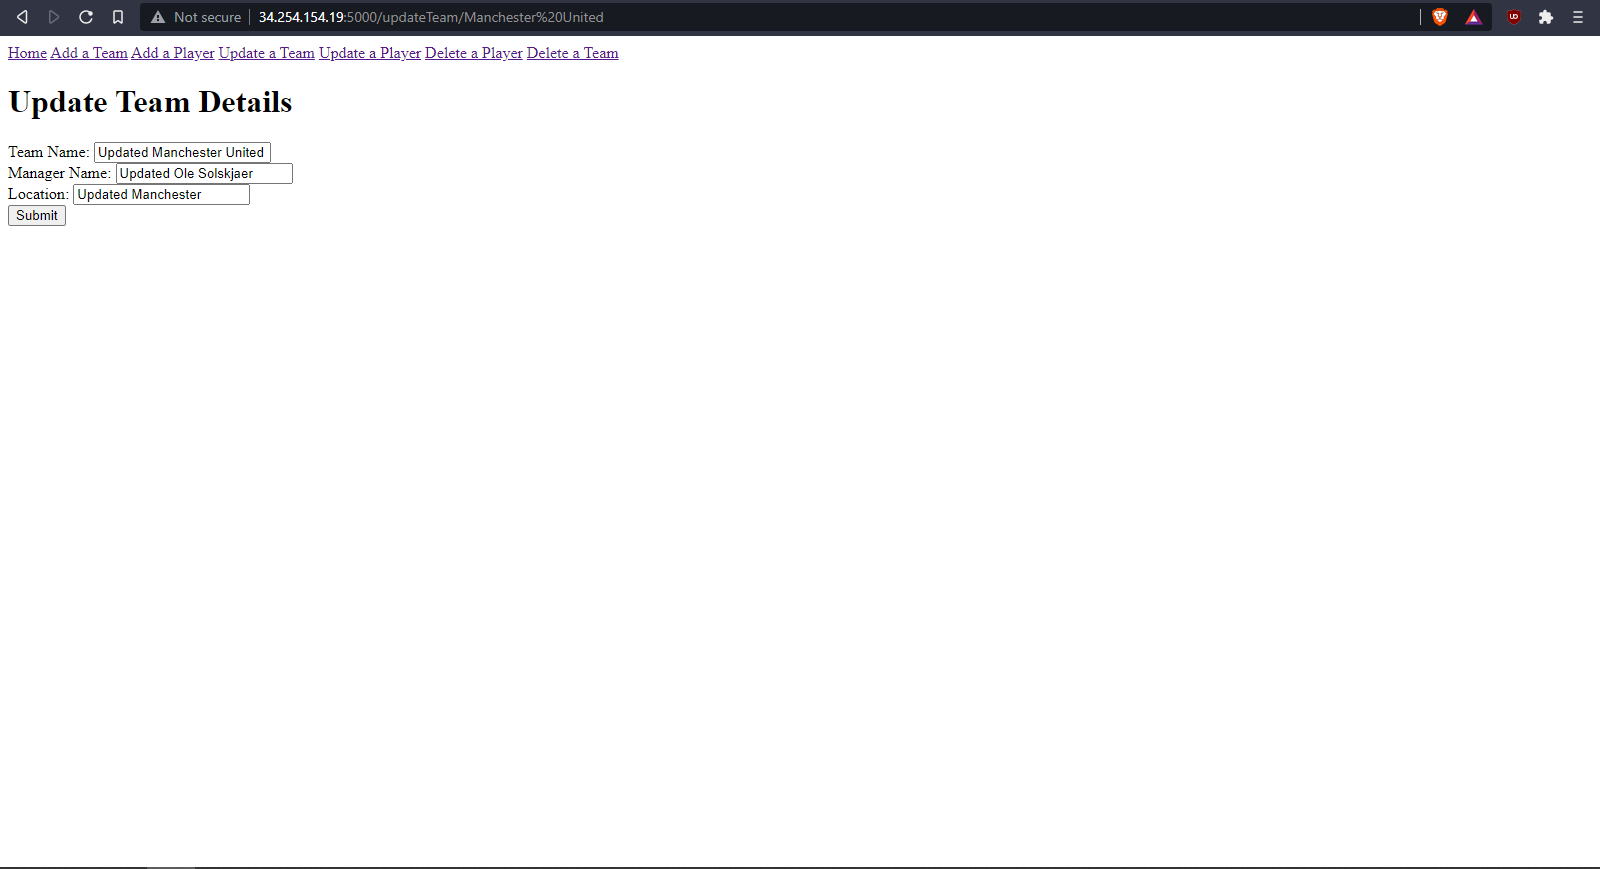 Not secure 34.254.154.19:5000/updateTeam/Manchester%20United
Home Add a Team Add a Player Update a Team Update a Player Delete a Player Delete a Team
Update Team Details
Team Name: Updated Manchester United
Manager Name: Updated Ole Solskjaer
Location: Updated Manchester
Submit